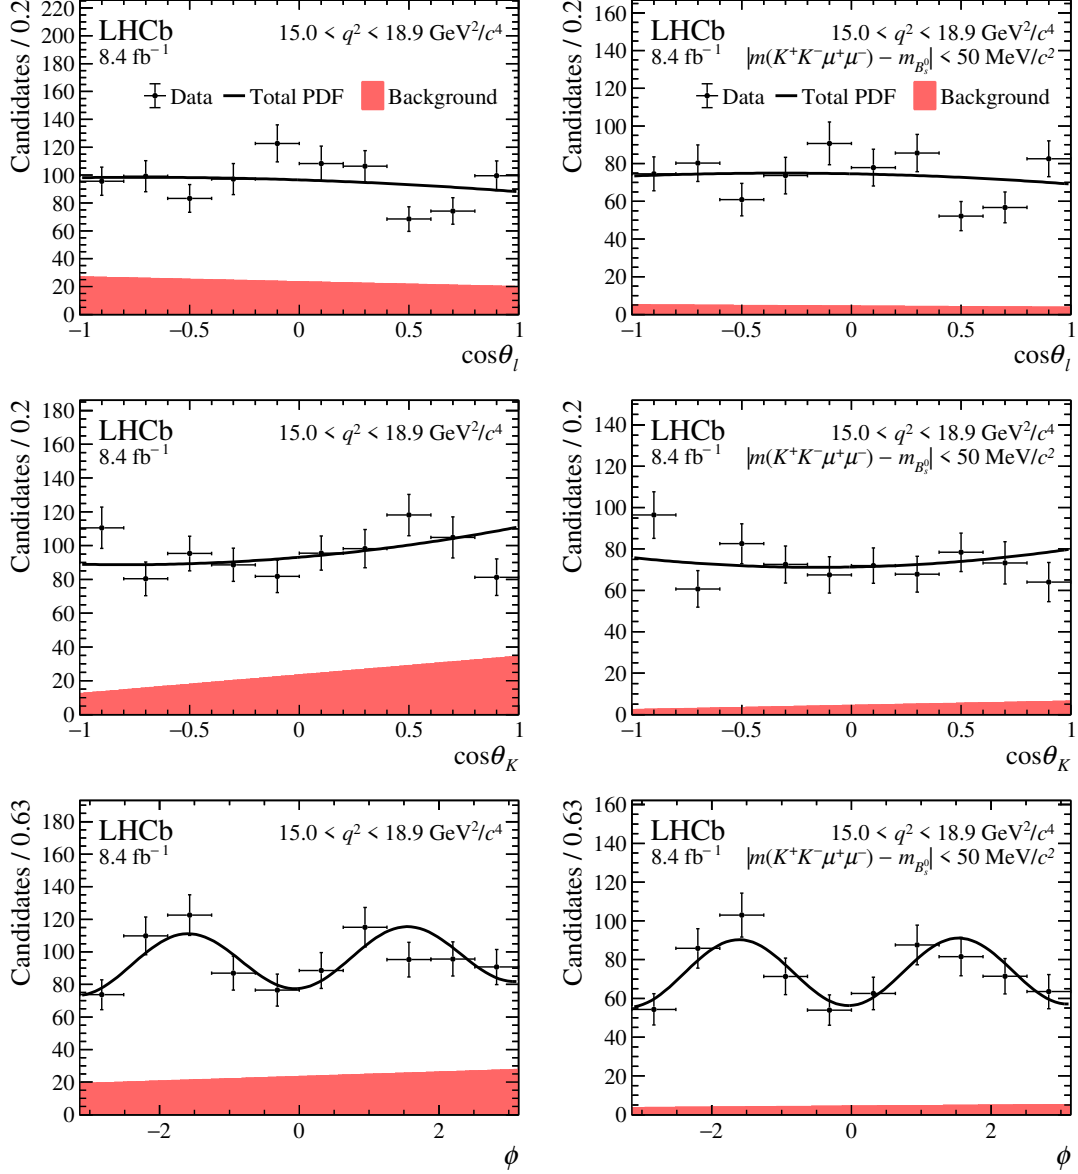 Candidates / 0.2
220
200
180
160
140
120
100
80
60
40
20
0
LHCb
8.4 fb⁻¹
15.0 < q² < 18.9 GeV²/c⁴
Data
Total PDF
Background
−1
−0.5
0
0.5
1
cosθ_l
Candidates / 0.2
160
140
120
100
80
60
40
20
0
LHCb
15.0 < q² < 18.9 GeV²/c⁴
8.4 fb⁻¹
|m(K⁺K⁻μ⁺μ⁻) − m_{B_s^0}| < 50 MeV/c²
Data
Total PDF
Background
−1
−0.5
0
0.5
1
cosθ_l
Candidates / 0.2
180
160
140
120
100
80
60
40
20
0
LHCb
8.4 fb⁻¹
15.0 < q² < 18.9 GeV²/c⁴
−1
−0.5
0
0.5
1
cosθ_K
Candidates / 0.2
140
120
100
80
60
40
20
0
LHCb
15.0 < q² < 18.9 GeV²/c⁴
8.4 fb⁻¹
|m(K⁺K⁻μ⁺μ⁻) − m_{B_s^0}| < 50 MeV/c²
−1
−0.5
0
0.5
1
cosθ_K
Candidates / 0.63
180
160
140
120
100
80
60
40
20
0
LHCb
8.4 fb⁻¹
15.0 < q² < 18.9 GeV²/c⁴
−2
0
2
ϕ
Candidates / 0.63
160
140
120
100
80
60
40
20
0
LHCb
15.0 < q² < 18.9 GeV²/c⁴
8.4 fb⁻¹
|m(K⁺K⁻μ⁺μ⁻) − m_{B_s^0}| < 50 MeV/c²
−2
0
2
ϕ